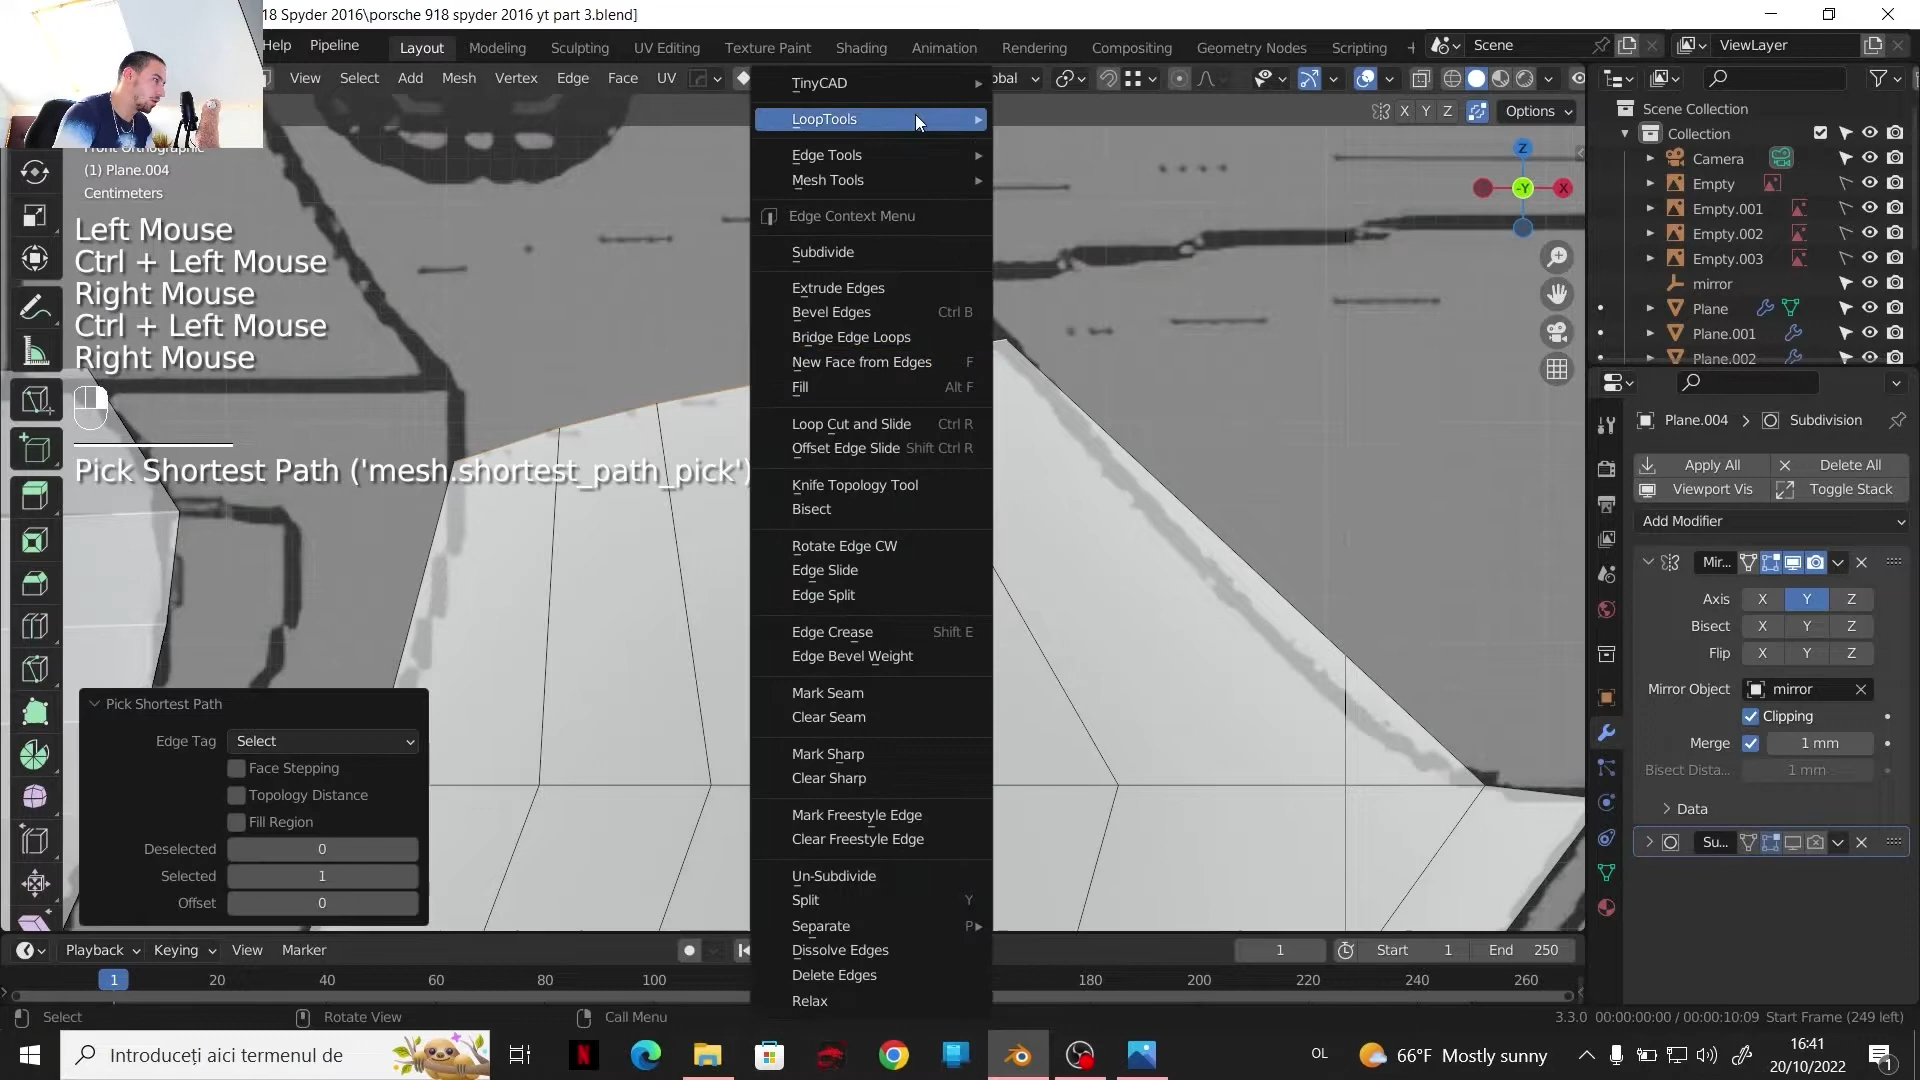 18 Spyder 2016\porsche 918 spyder 2016 yt part 3.blend]
Help Pipeline Layout Modeling Sculpting UV Editing Texture Paint Shading Animation Rendering Compositing Geometry Nodes Scripting + Scene ViewLayer
View Select Add Mesh Vertex Edge Face UV
X Y Z Options
(1) Plane.004
Centimeters
Left Mouse
Ctrl + Left Mouse
Right Mouse
Ctrl + Left Mouse
Right Mouse
Pick Shortest Path ('mesh.shortest_path_pick')
TinyCAD
LoopTools
Edge Tools
Mesh Tools
Edge Context Menu
Subdivide
Extrude Edges
Bevel Edges Ctrl B
Bridge Edge Loops
New Face from Edges F
Fill Alt F
Loop Cut and Slide Ctrl R
Offset Edge Slide Shift Ctrl R
Knife Topology Tool
Bisect
Rotate Edge CW
Edge Slide
Edge Split
Edge Crease Shift E
Edge Bevel Weight
Mark Seam
Clear Seam
Mark Sharp
Clear Sharp
Mark Freestyle Edge
Clear Freestyle Edge
Un-Subdivide
Split Y
Separate P
Dissolve Edges
Delete Edges
Relax
Z
-Y X
Pick Shortest Path
Edge Tag Select
Face Stepping
Topology Distance
Fill Region
Deselected 0
Selected 1
Offset 0
Scene Collection
Collection
Camera
Empty
Empty.001
Empty.002
Empty.003
mirror
Plane
Plane.001
Plane.002
Plane.004 > Subdivision
Apply All Delete All
Viewport Vis Toggle Stack
Add Modifier
Mir...
Axis X Y Z
Bisect X Y Z
Flip X Y Z
Mirror Object mirror
Clipping
Merge 1 mm
Bisect Dista... 1 mm
Data
Su...
Playback Keying View Marker 1 Start 1 End 250
1 20 40 60 80 100 180 200 220 240 260
Select Rotate View Call Menu 3.3.0 00:00:00:00 / 00:00:10:09 Start Frame (249 left)
Introduceți aici termenul de OL 66°F Mostly sunny 16:41
20/10/2022
1